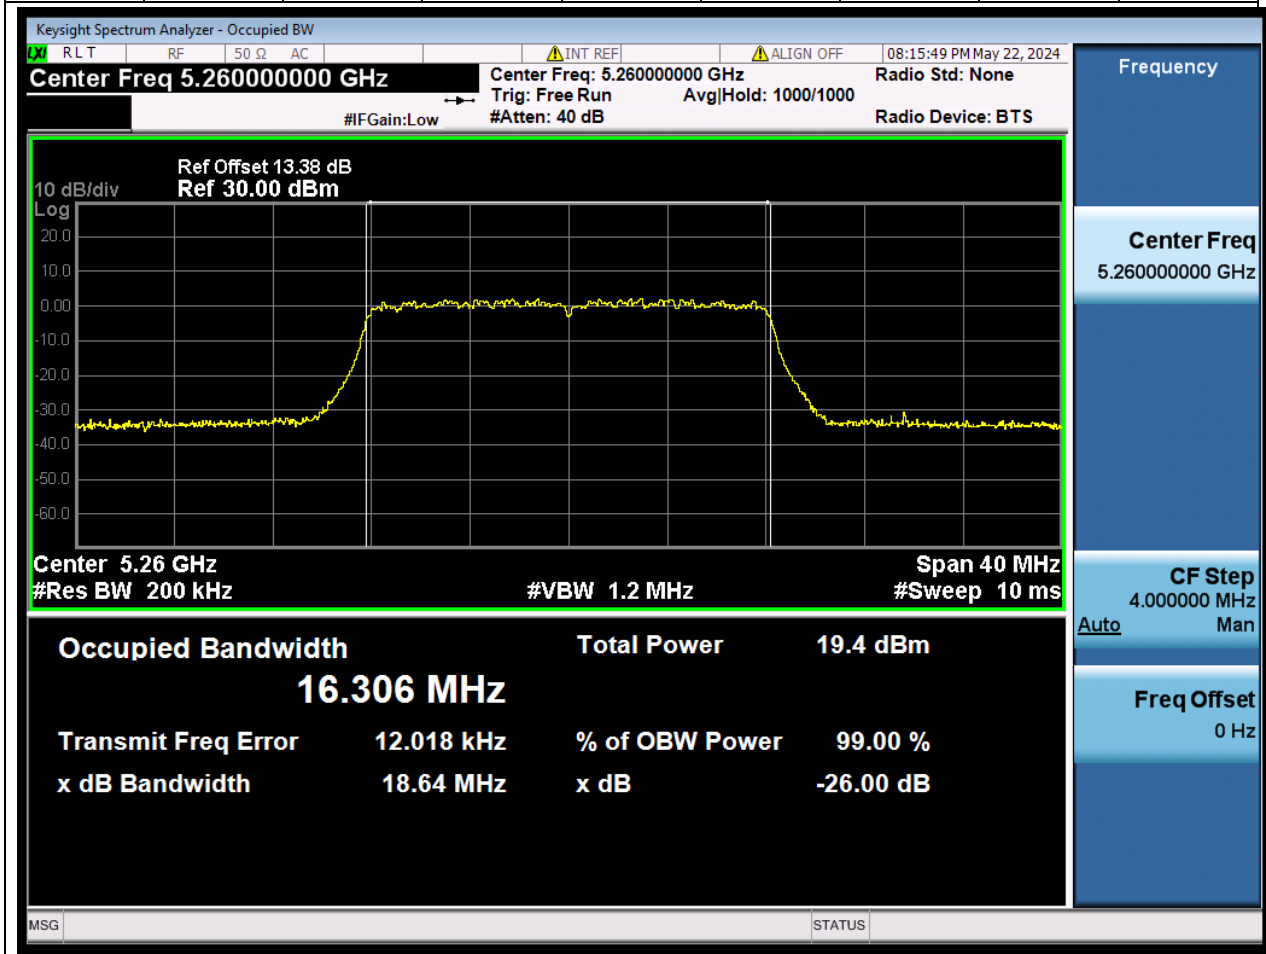 Keysight Spectrum Analyzer - Occupied BW
LXI RLT RF 50 Ω AC INT REF ALIGN OFF 08:15:49 PM May 22, 2024
Center Freq 5.260000000 GHz
Center Freq: 5.260000000 GHz
Radio Std: None
Trig: Free Run Avg|Hold: 1000/1000
#IFGain:Low
#Atten: 40 dB
Radio Device: BTS
Ref Offset 13.38 dB
10 dB/div Ref 30.00 dBm
Log
20.0
10.0
0.00
-10.0
-20.0
-30.0
-40.0
-50.0
-60.0
Center 5.26 GHz Span 40 MHz
#Res BW 200 kHz #VBW 1.2 MHz #Sweep 10 ms
Occupied Bandwidth Total Power 19.4 dBm
16.306 MHz
Transmit Freq Error 12.018 kHz % of OBW Power 99.00 %
x dB Bandwidth 18.64 MHz x dB -26.00 dB
Frequency
Center Freq
5.260000000 GHz
CF Step
4.000000 MHz
Auto Man
Freq Offset
0 Hz
MSG STATUS